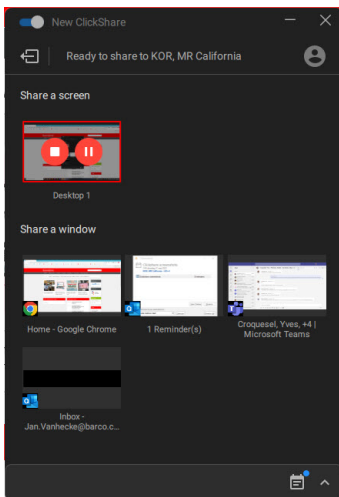 New ClickShare
Ready to share to KOR, MR California
Share a screen
Desktop 1
Share a window
Home - Google Chrome
1 Reminder(s)
Croquesel, Yves, +4 |
Microsoft Teams
Inbox -
Jan.Vanhecke@barco.c...